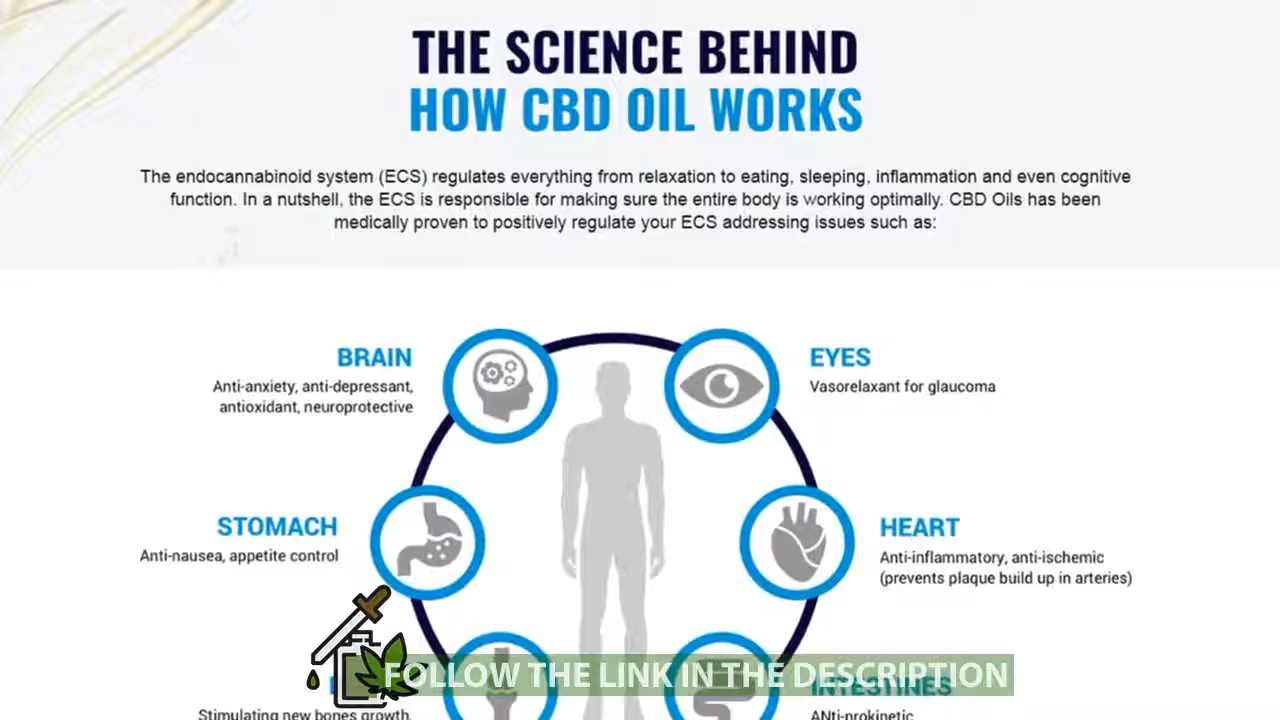 THE SCIENCE BEHIND
HOW CBD OIL WORKS
The endocannabinoid system (ECS) regulates everything from relaxation to eating, sleeping, inflammation and even cognitive
function. In a nutshell, the ECS is responsible for making sure the entire body is working optimally. CBD Oils has been
medically proven to positively regulate your ECS addressing issues such as:
BRAIN
Anti-anxiety, anti-depressant,
antioxidant, neuroprotective
EYES
Vasorelaxant for glaucoma
STOMACH
Anti-nausea, appetite control
HEART
Anti-inflammatory, anti-ischemic
(prevents plaque build up in arteries)
FOLLOW THE LINK IN THE DESCRIPTION
INTESTINES
Stimulating new bones growth,
ANti-prokinetic